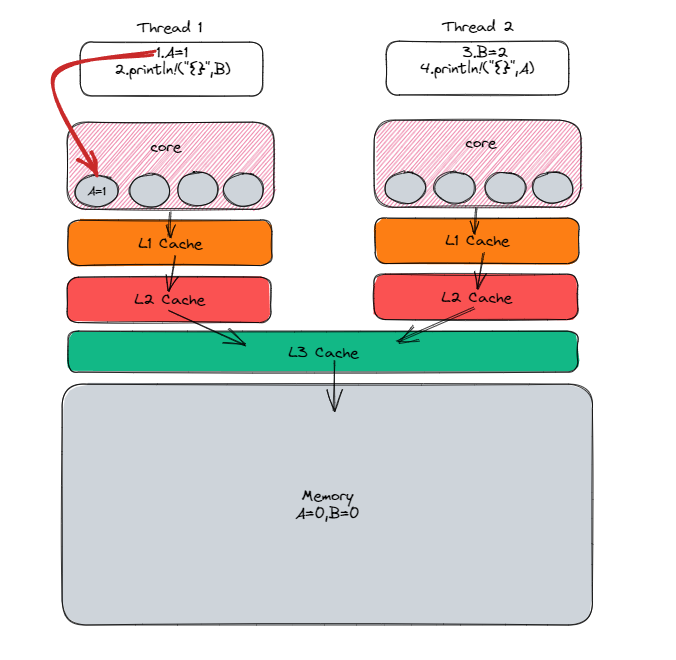 Thread 1
Thread 2
1.A=1
2.println!("{}",B)
3.B=2
4.println!("{}",A)
core
core
A=1
L1 Cache
L1 Cache
L2 Cache
L2 Cache
L3 Cache
Memory
A=0,B=0